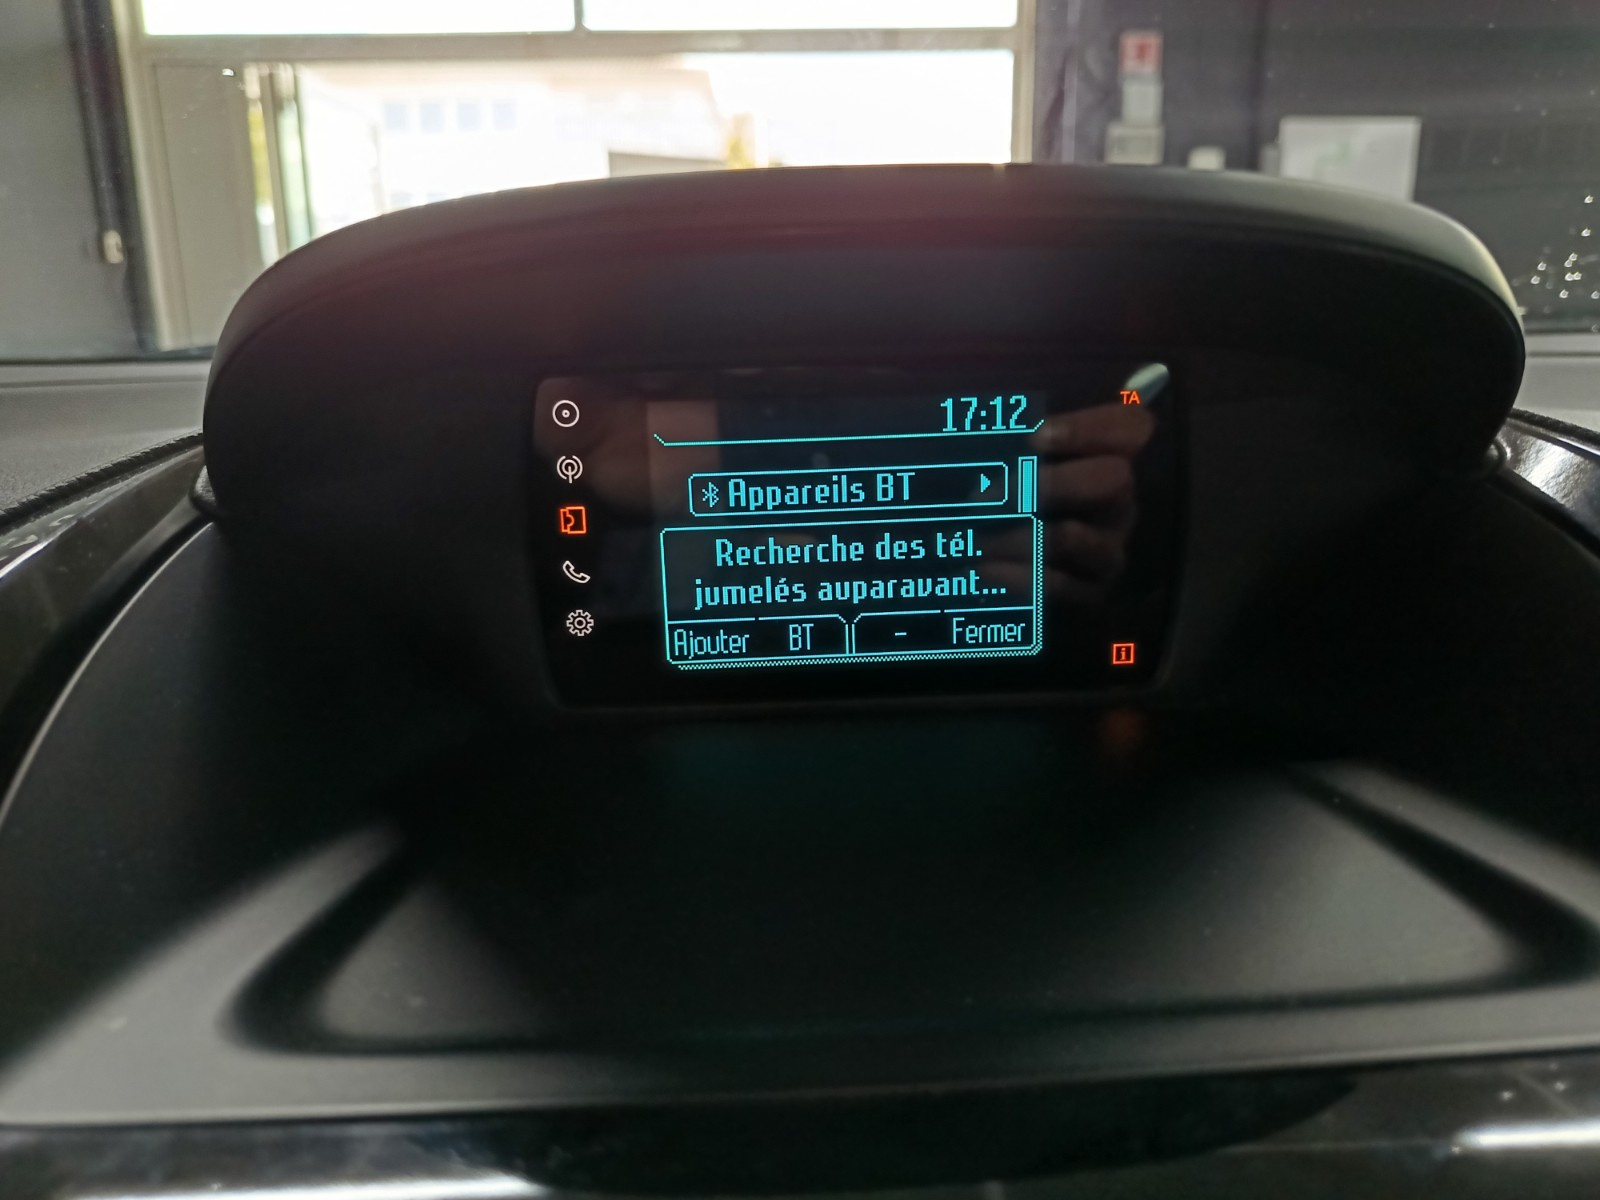 17:12
TA
Appareils BT
Recherche des tél.
jumelés auparavant...
Ajouter BT - Fermer
i